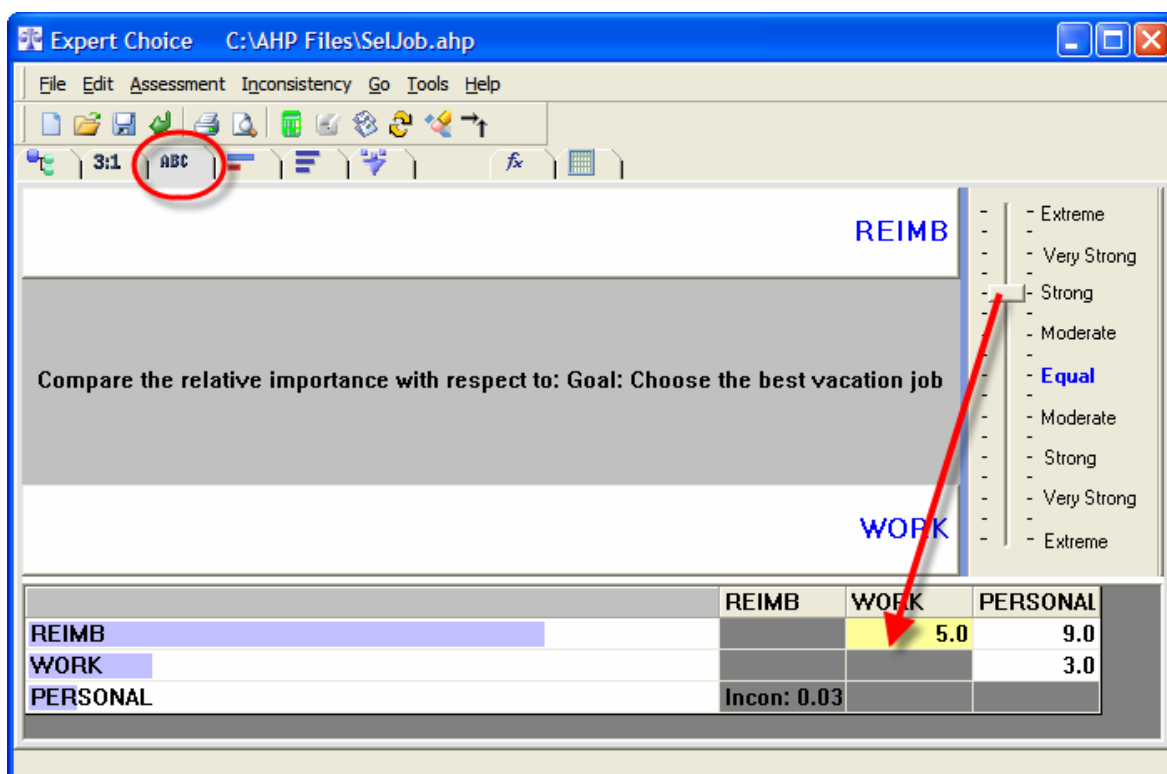 Expert Choice C:\AHP Files\SelJob.ahp
File Edit Assessment Inconsistency Go Tools Help
3:1 ABC fx
REIMB
Extreme
Very Strong
Strong
Moderate
Compare the relative importance with respect to: Goal: Choose the best vacation job
Equal
Moderate
Strong
Very Strong
WORK
Extreme
REIMB WORK PERSONAL
REIMB 5.0 9.0
WORK 3.0
PERSONAL Incon: 0.03